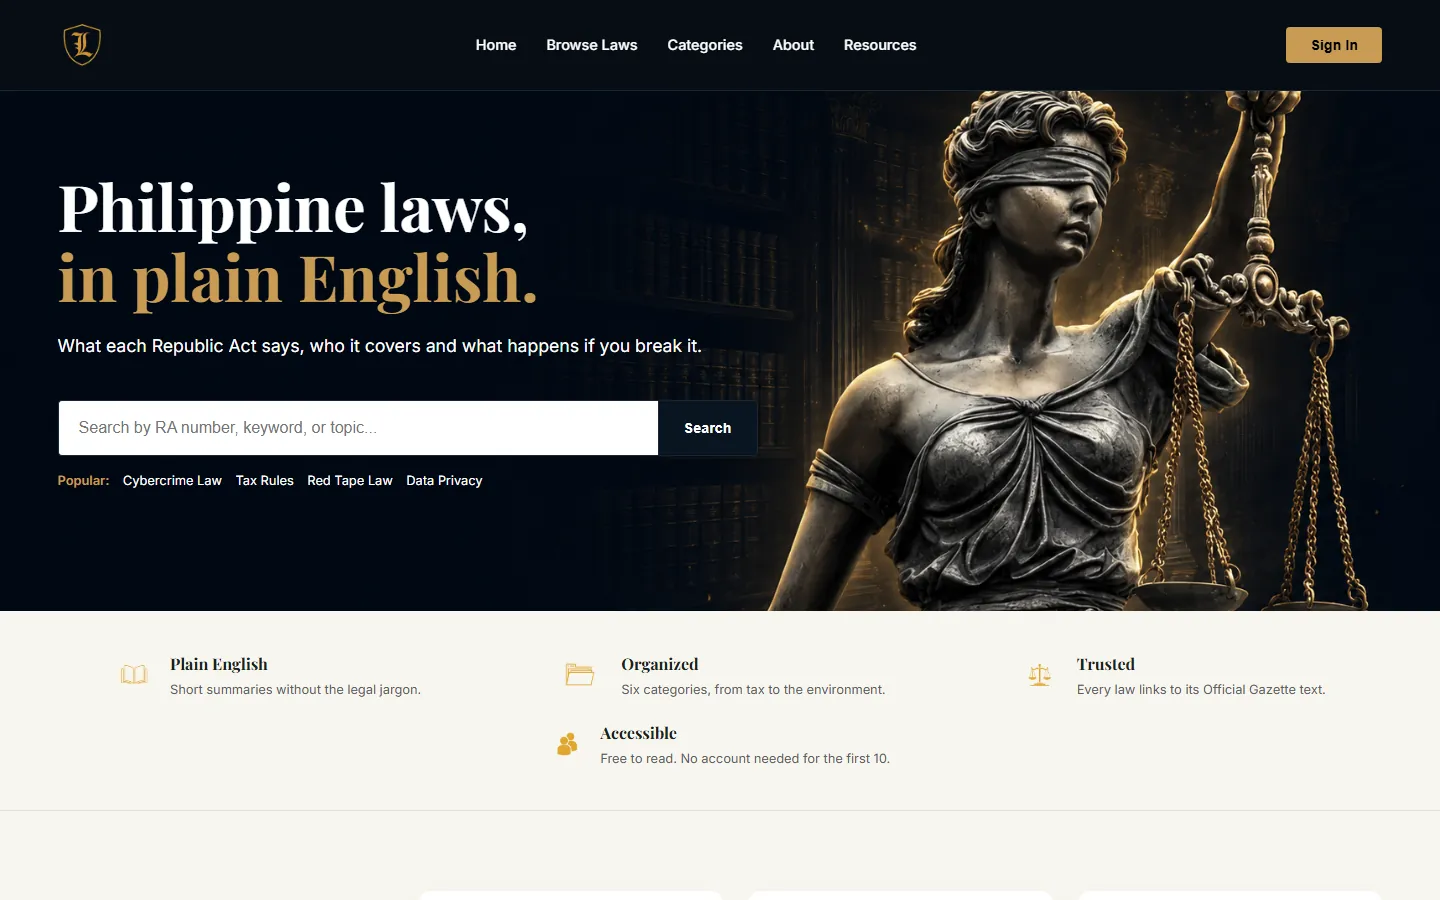 L
Home Browse Laws Categories About Resources
Sign In
Philippine laws,
in plain English.
What each Republic Act says, who it covers and what happens if you break it.
Search by RA number, keyword, or topic...
Search
Popular: Cybercrime Law Tax Rules Red Tape Law Data Privacy
Plain English
Short summaries without the legal jargon.
Organized
Six categories, from tax to the environment.
Trusted
Every law links to its Official Gazette text.
Accessible
Free to read. No account needed for the first 10.